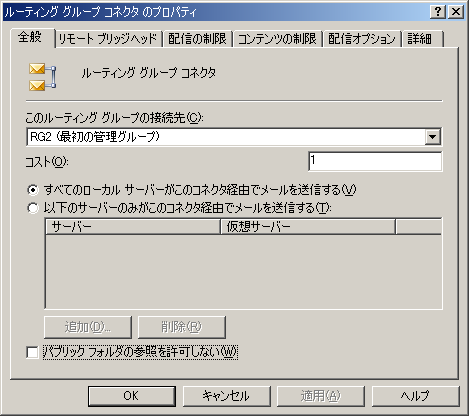 ルーティング グループ コネクタ のプロパティ
全般 リモート ブリッジヘッド 配信の制限 コンテンツの制限 配信オプション 詳細
ルーティング グループ コネクタ
このルーティング グループの接続先(C):
RG2 (最初の管理グループ)
コスト(O): 1
すべてのローカル サーバーがこのコネクタ経由でメールを送信する(V)
以下のサーバーのみがこのコネクタ経由でメールを送信する(T):
サーバー 仮想サーバー
追加(D)... 削除(R)
パブリック フォルダの参照を許可しない(W)
OK キャンセル 適用(A) ヘルプ